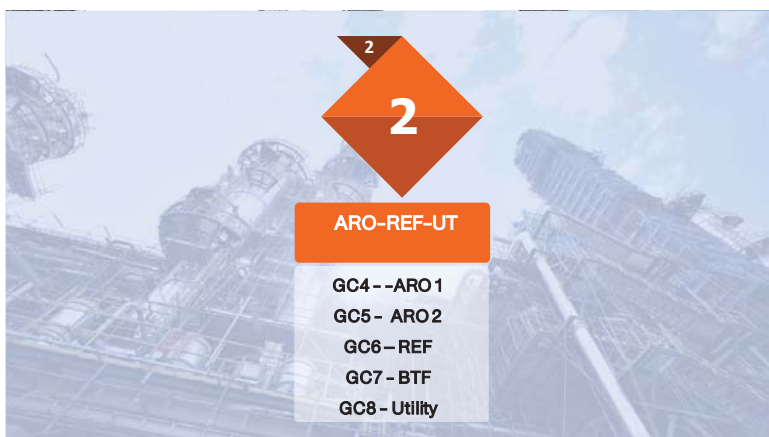 2
2
ARO-REF-UT
GC4 - -ARO 1
GC5 - ARO 2
GC6 – REF
GC7 - BTF
GC8 - Utility